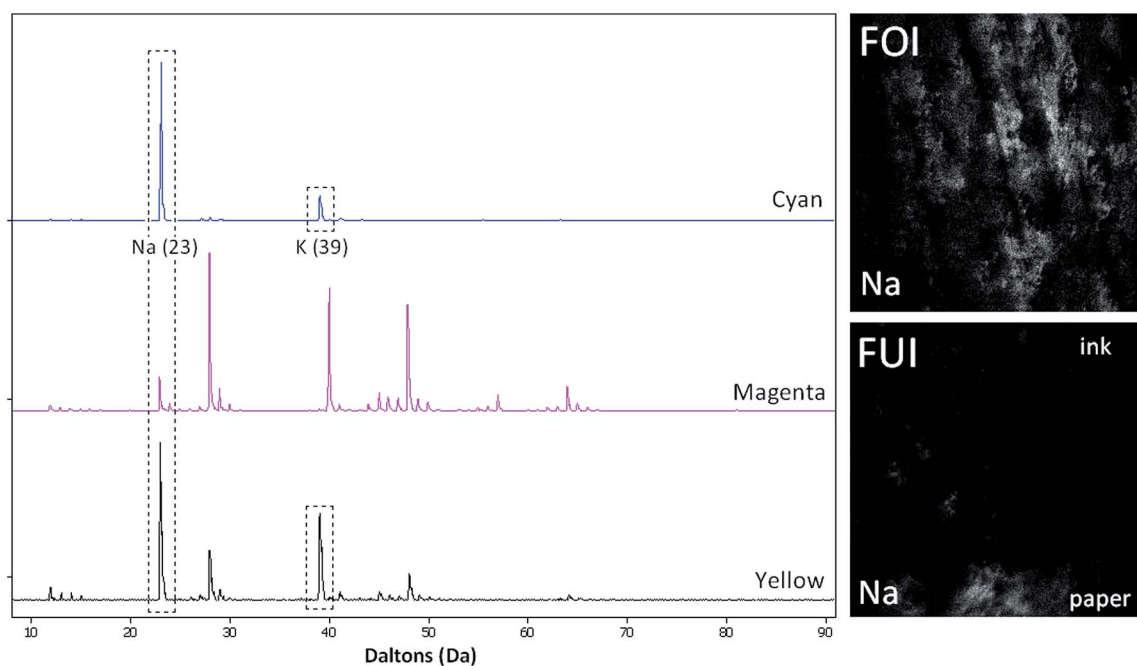 Cyan
Na (23)
K (39)
Magenta
Yellow
10 20 30 40 50 60 70 80 90
Daltons (Da)
FOI
Na
FUI
ink
Na
paper